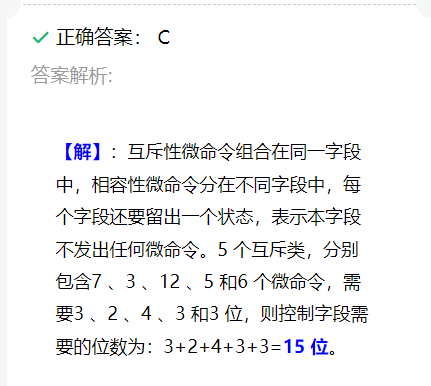 正确答案： C
答案解析:
【解】：互斥性微命令组合在同一字段
中，相容性微命令分在不同字段中，每
个字段还要留出一个状态，表示本字段
不发出任何微命令。5 个互斥类，分别
包含7 、3 、12 、5 和6 个微命令，需
要3 、2 、4 、3 和3 位，则控制字段需
要的位数为：3+2+4+3+3=15 位。